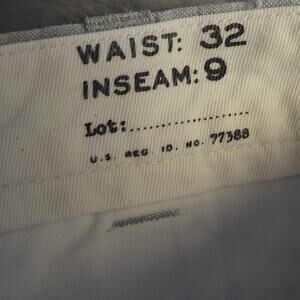 WAIST: 32
INSEAM: 9
Lot:....................
U.S. REG ID. NO. 77388